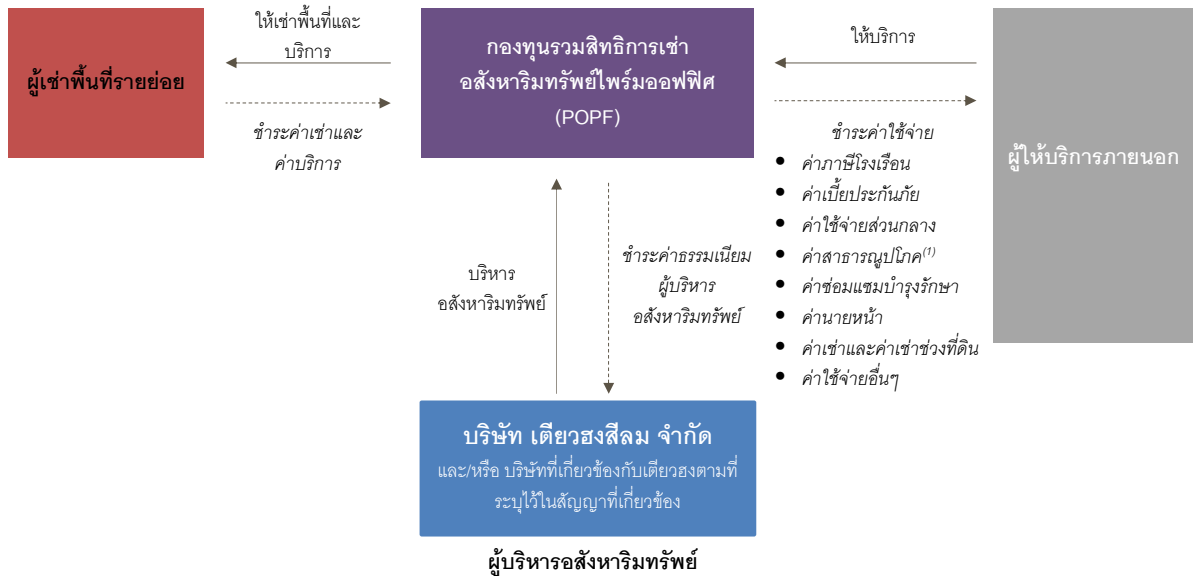 ให้เช่าพื้นที่และ
บริการ
ผู้เช่าพื้นที่รายย่อย
ชำระค่าเช่าและ
ค่าบริการ
กองทุนรวมสิทธิการเช่า
อสังหาริมทรัพย์ไพร์มออฟฟิศ
(POPF)
ให้บริการ
ชำระค่าใช้จ่าย
• ค่าภาษีโรงเรือน
• ค่าเบี้ยประกันภัย
• ค่าใช้จ่ายส่วนกลาง
• ค่าสาธารณูปโภค(1)
• ค่าซ่อมแซมบำรุงรักษา
• ค่านายหน้า
• ค่าเช่าและค่าเช่าช่วงที่ดิน
• ค่าใช้จ่ายอื่นๆ
ผู้ให้บริการภายนอก
บริหาร
อสังหาริมทรัพย์
ชำระค่าธรรมเนียม
ผู้บริหาร
อสังหาริมทรัพย์
บริษัท เตียวฮงสีลม จำกัด
และ/หรือ บริษัทที่เกี่ยวข้องกับเตียวฮงตามที่
ระบุไว้ในสัญญาที่เกี่ยวข้อง
ผู้บริหารอสังหาริมทรัพย์